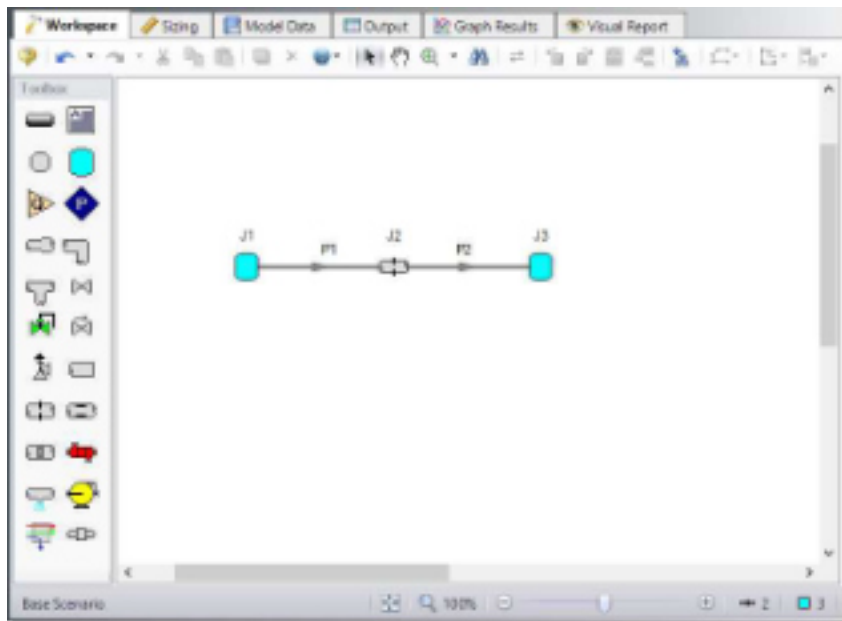 Workspace Sizing Model Data Output Graph Results Visual Report
Toolbox
J1 P1 J2 P2 J3
Base Scenario 100% 2 3